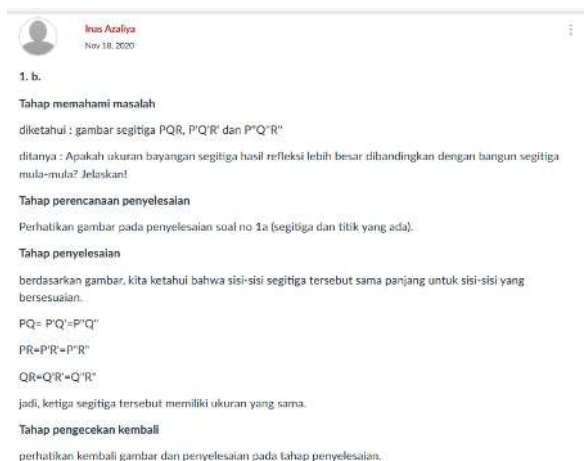 Inas Azaliya
Nov 18, 2020
1. b.
Tahap memahami masalah
diketahui : gambar segitiga PQR, P'Q'R' dan P"Q"R"
ditanya : Apakah ukuran bayangan segitiga hasil refleksi lebih besar dibandingkan dengan bangun segitiga
mula-mula? Jelaskan!
Tahap perencanaan penyelesaian
Perhatikan gambar pada penyelesaian soal no 1a (segitiga dan titik yang ada).
Tahap penyelesaian
berdasarkan gambar, kita ketahui bahwa sisi-sisi segitiga tersebut sama panjang untuk sisi-sisi yang
bersesuaian.
PQ= P'Q'=P"Q"
PR=P'R'=P"R"
QR=Q'R'=Q"R"
jadi, ketiga segitiga tersebut memiliki ukuran yang sama.
Tahap pengecekan kembali
perhatikan kembali gambar dan penyelesaian pada tahap penyelesaian.